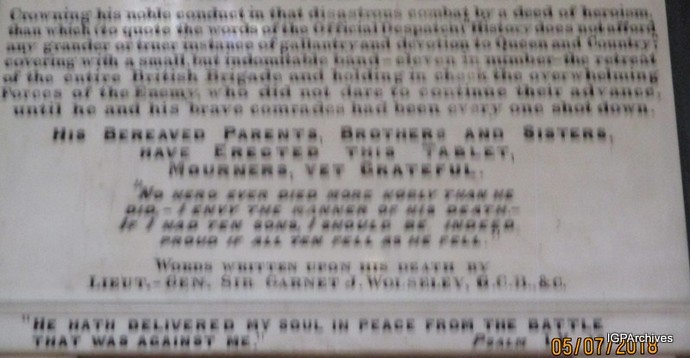 Crowning his noble conduct in that disastrous combat by a deed of heroism,
than which (to quote the words of the Official Despatch) "History does not afford
any grander or truer instance of gallantry and devotion to Queen and Country;"
covering with a small, but indomitable band – eleven in number – the retreat
of the entire British Brigade and holding in check the overwhelming
Forces of the Enemy, who did not dare to continue their advance,
until he and his brave comrades had been every one shot down.
HIS BEREAVED PARENTS, BROTHERS AND SISTERS,
HAVE ERECTED THIS TABLET,
MOURNERS, YET GRATEFUL.
"NO HERO EVER DIED MORE NOBLY THAN HE
DID, – I ENVY THE MANNER OF HIS DEATH, –
IF I HAD TEN SONS, I SHOULD BE INDEED
PROUD IF ALL TEN FELL AS HE FELL."
WORDS WRITTEN UPON HIS DEATH BY
LIEUT.-GEN. SIR GARNET J. WOLSELEY, G.C.B., &C.
"HE HATH DELIVERED MY SOUL IN PEACE FROM THE BATTLE
THAT WAS AGAINST ME." PSALM
IGPArchives
05/07/2018